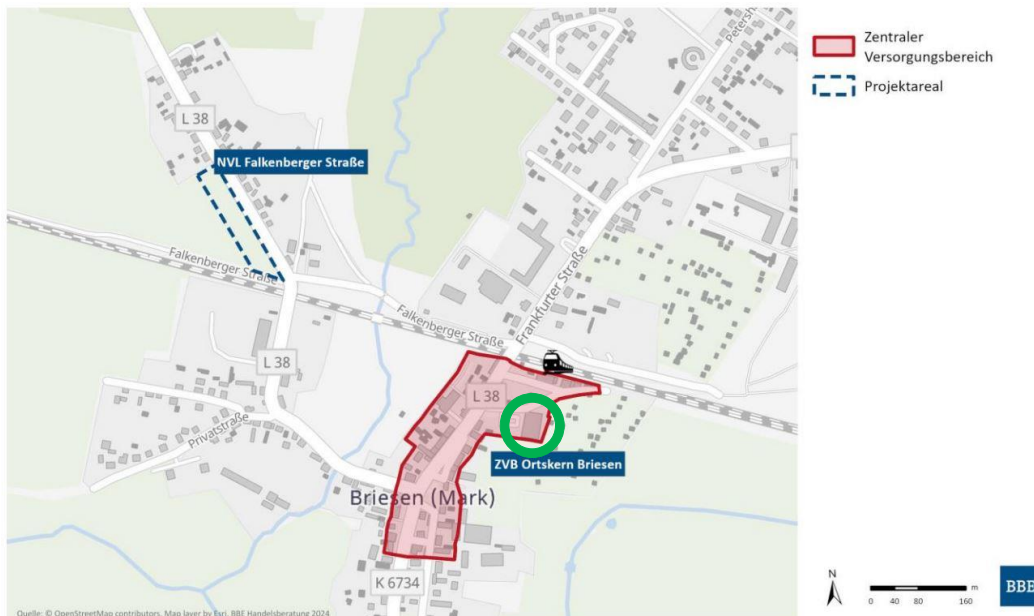 Zentraler
Versorgungsbereich
Projektareal
Petersh
L 38
NVL Falkenberger Straße
Falkenberger Straße
Frankfurter Straße
Falkenberger Straße
L 38
L 38
Privatstraße
ZVB Ortskern Briesen
Briesen (Mark)
K 6734
N
0 40 80 160 m
BBE
Quelle: © OpenStreetMap contributors, Map layer by Esri, BBE Handelsberatung 2024